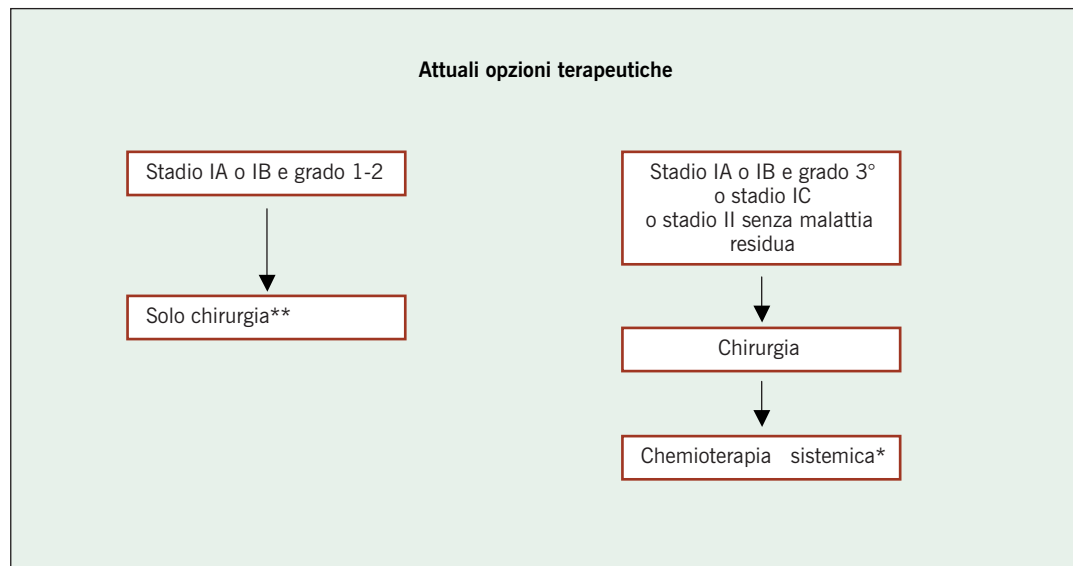 Attuali opzioni terapeutiche
Stadio IA o IB e grado 1-2
Solo chirurgia**
Stadio IA o IB e grado 3°
o stadio IC
o stadio II senza malattia
residua
Chirurgia
Chemioterapia sistemica*